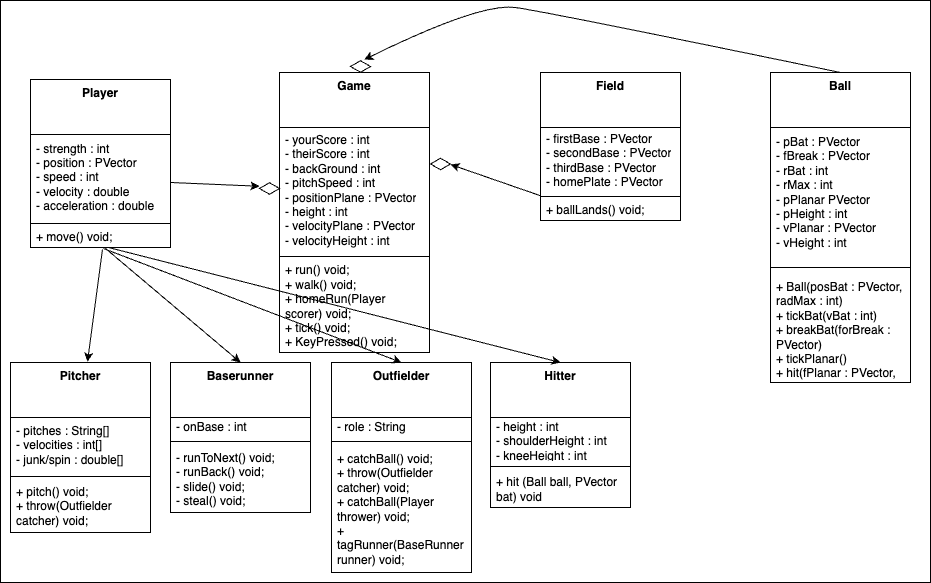 Player
- strength : int
- position : PVector
- speed : int
- velocity : double
- acceleration : double
+ move() void;
Game
- yourScore : int
- theirScore : int
- backGround : int
- pitchSpeed : int
- positionPlane : PVector
- height : int
- velocityPlane : PVector
- velocityHeight : int
+ run() void;
+ walk() void;
+ homeRun(Player
scorer) void;
+ tick() void;
+ KeyPressed() void;
Field
- firstBase : PVector
- secondBase : PVector
- thirdBase : PVector
- homePlate : PVector
+ ballLands() void;
Ball
- pBat : PVector
- fBreak : PVector
- rBat : int
- rMax : int
- pPlanar PVector
- pHeight : int
- vPlanar : PVector
- vHeight : int
+ Ball(posBat : PVector,
radMax : int)
+ tickBat(vBat : int)
+ breakBat(forBreak :
PVector)
+ tickPlanar()
+ hit(fPlanar : PVector,
Pitcher
- pitches : String[]
- velocities : int[]
- junk/spin : double[]
+ pitch() void;
+ throw(Outfielder
catcher) void;
Baserunner
- onBase : int
- runToNext() void;
- runBack() void;
- slide() void;
- steal() void;
Outfielder
- role : String
+ catchBall() void;
+ throw(Outfielder
catcher) void;
+ catchBall(Player
thrower) void;
+
tagRunner(BaseRunner
runner) void;
Hitter
- height : int
- shoulderHeight : int
- kneeHeight : int
+ hit (Ball ball, PVector
bat) void